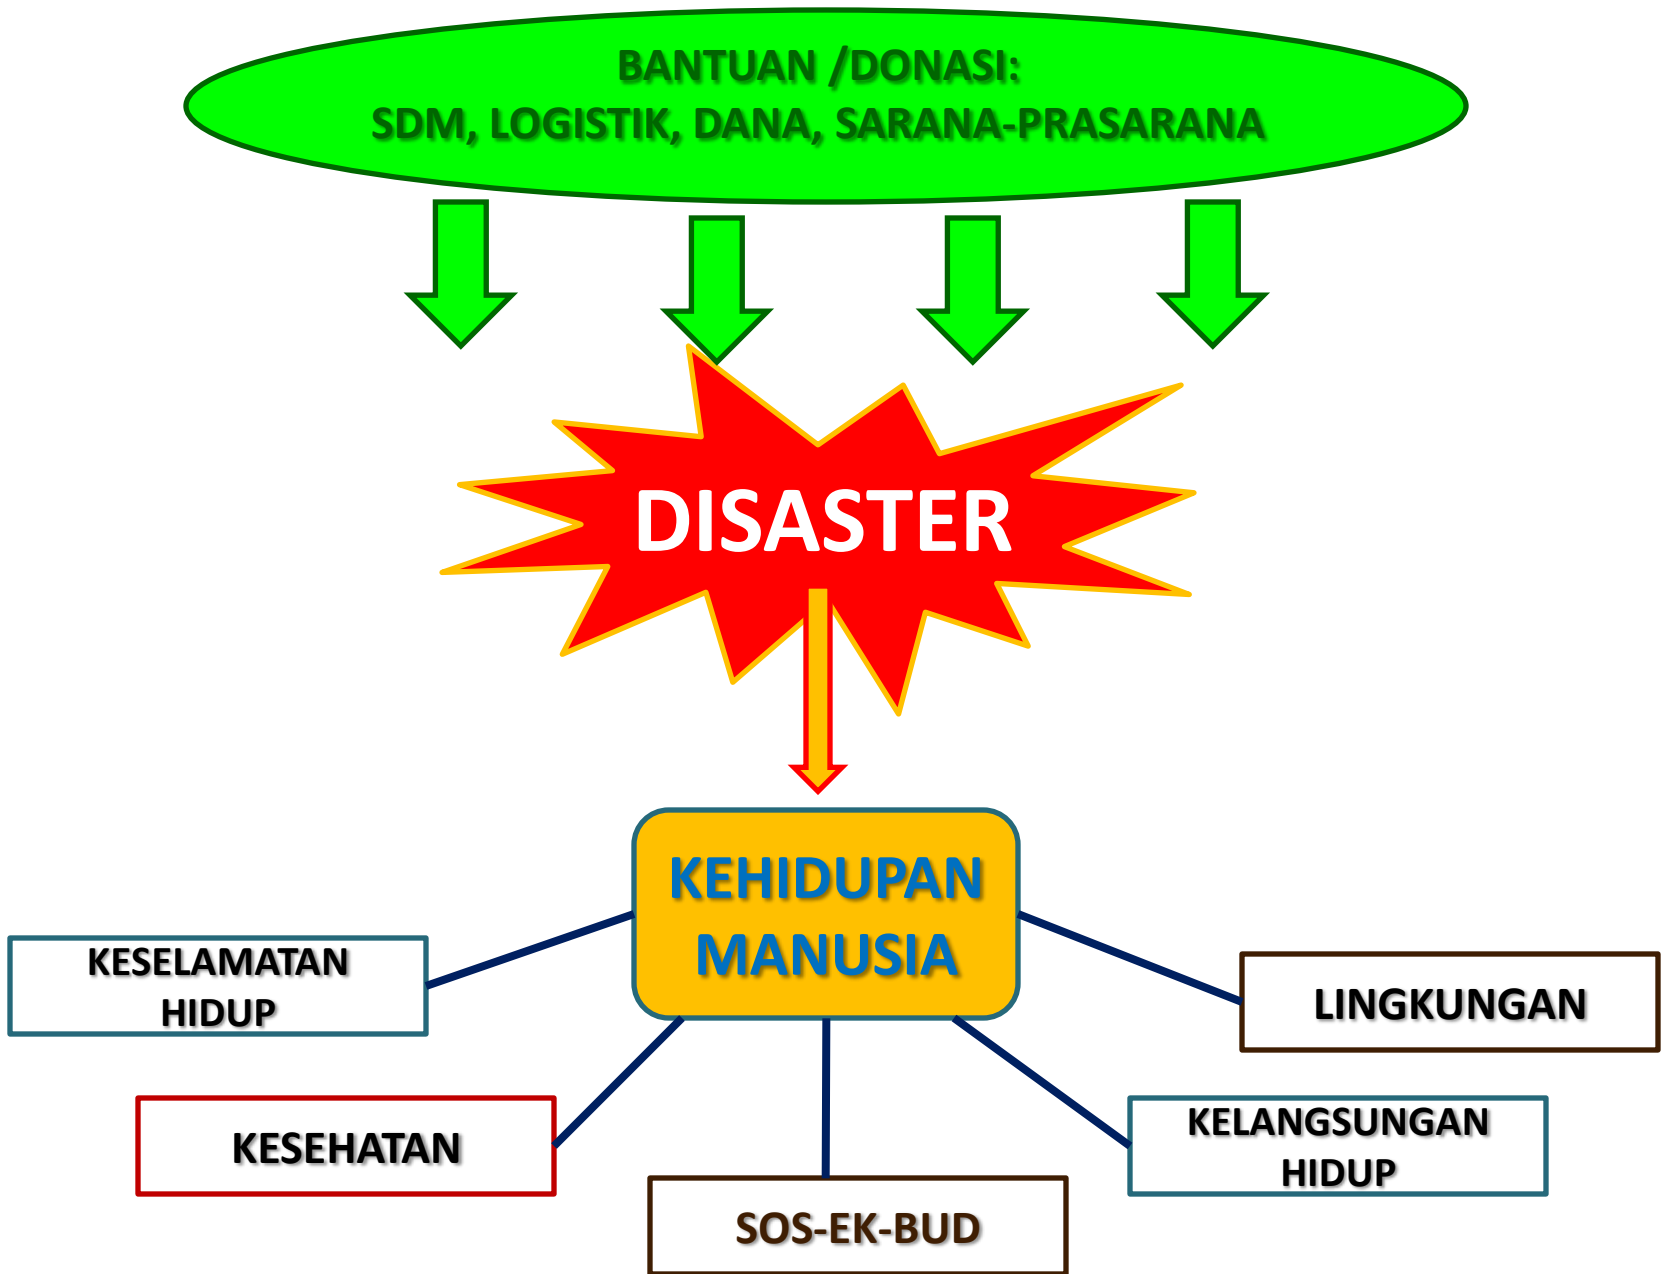 BANTUAN /DONASI:
SDM, LOGISTIK, DANA, SARANA-PRASARANA
DISASTER
KEHIDUPAN
MANUSIA
KESELAMATAN
HIDUP
LINGKUNGAN
KESEHATAN
KELANGSUNGAN
HIDUP
SOS-EK-BUD